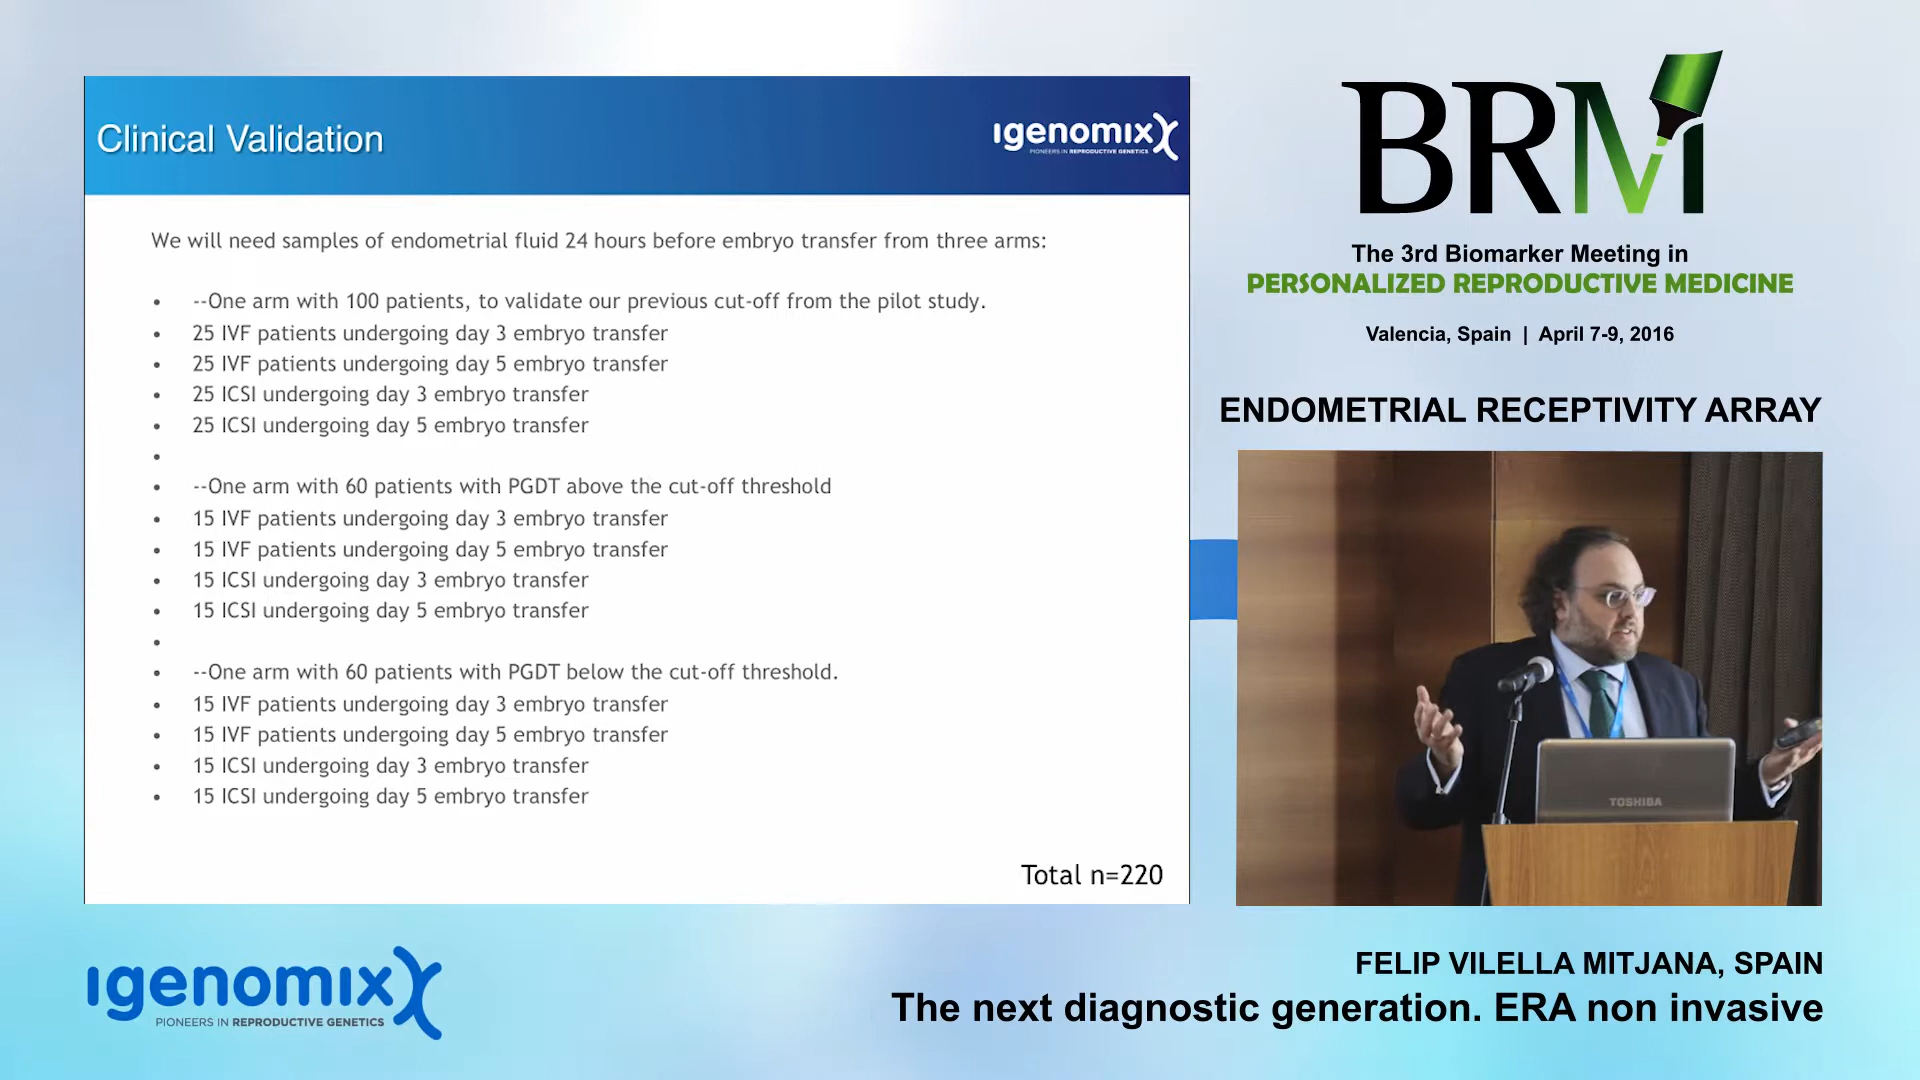 Clinical Validation
igenomix
PIONEERS IN REPRODUCTIVE GENETICS
We will need samples of endometrial fluid 24 hours before embryo transfer from three arms:
• --One arm with 100 patients, to validate our previous cut-off from the pilot study.
• 25 IVF patients undergoing day 3 embryo transfer
• 25 IVF patients undergoing day 5 embryo transfer
• 25 ICSI undergoing day 3 embryo transfer
• 25 ICSI undergoing day 5 embryo transfer
•
• --One arm with 60 patients with PGDT above the cut-off threshold
• 15 IVF patients undergoing day 3 embryo transfer
• 15 IVF patients undergoing day 5 embryo transfer
• 15 ICSI undergoing day 3 embryo transfer
• 15 ICSI undergoing day 5 embryo transfer
•
• --One arm with 60 patients with PGDT below the cut-off threshold.
• 15 IVF patients undergoing day 3 embryo transfer
• 15 IVF patients undergoing day 5 embryo transfer
• 15 ICSI undergoing day 3 embryo transfer
• 15 ICSI undergoing day 5 embryo transfer
Total n=220
BRM
The 3rd Biomarker Meeting in
PERSONALIZED REPRODUCTIVE MEDICINE
Valencia, Spain | April 7-9, 2016
ENDOMETRIAL RECEPTIVITY ARRAY
TOSHIBA
igenomix
PIONEERS IN REPRODUCTIVE GENETICS
FELIP VILELLA MITJANA, SPAIN
The next diagnostic generation. ERA non invasive